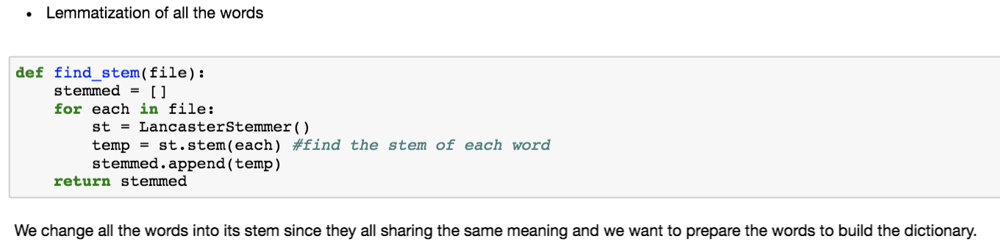 • Lemmatization of all the words
def find_stem(file):
    stemmed = []
    for each in file:
        st = LancasterStemmer()
        temp = st.stem(each) #find the stem of each word
        stemmed.append(temp)
    return stemmed
We change all the words into its stem since they all sharing the same meaning and we want to prepare the words to build the dictionary.